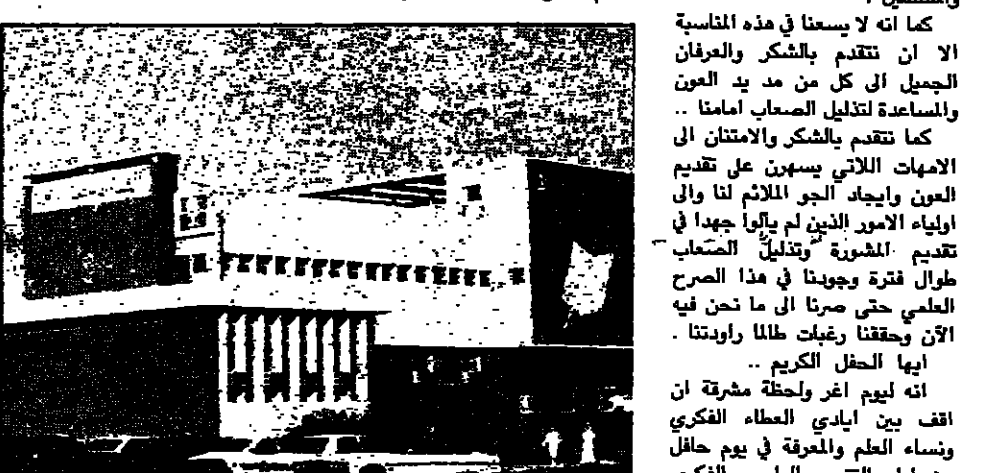 والمستقبل .
كما انه لا يسعنا في هذه المناسبة
الا ان نتقدم بالشكر والعرفان
الجميل الى كل من مد يد العون
والمساعدة لتذليل الصعاب امامنا ..
كما نتقدم بالشكر والامتنان الى
الامهات اللاتي يسهرن على تقديم
العون وايجاد الجو الملائم لنا والى
اولياء الامور الذين لم يألوا جهدا في
تقديم المشورة وتذليل الصعاب
طوال فترة وجودنا في هذا الصرح
العلمي حتى صرنا الى ما نحن فيه
الآن وحققنا رغبات طالما راودتنا .
ايها الحفل الكريم ..
انه ليوم اغر ولحظة مشرقة ان
اقف بين ايادي العطاء الفكري
ونساء العلم والمعرفة في يوم حافل